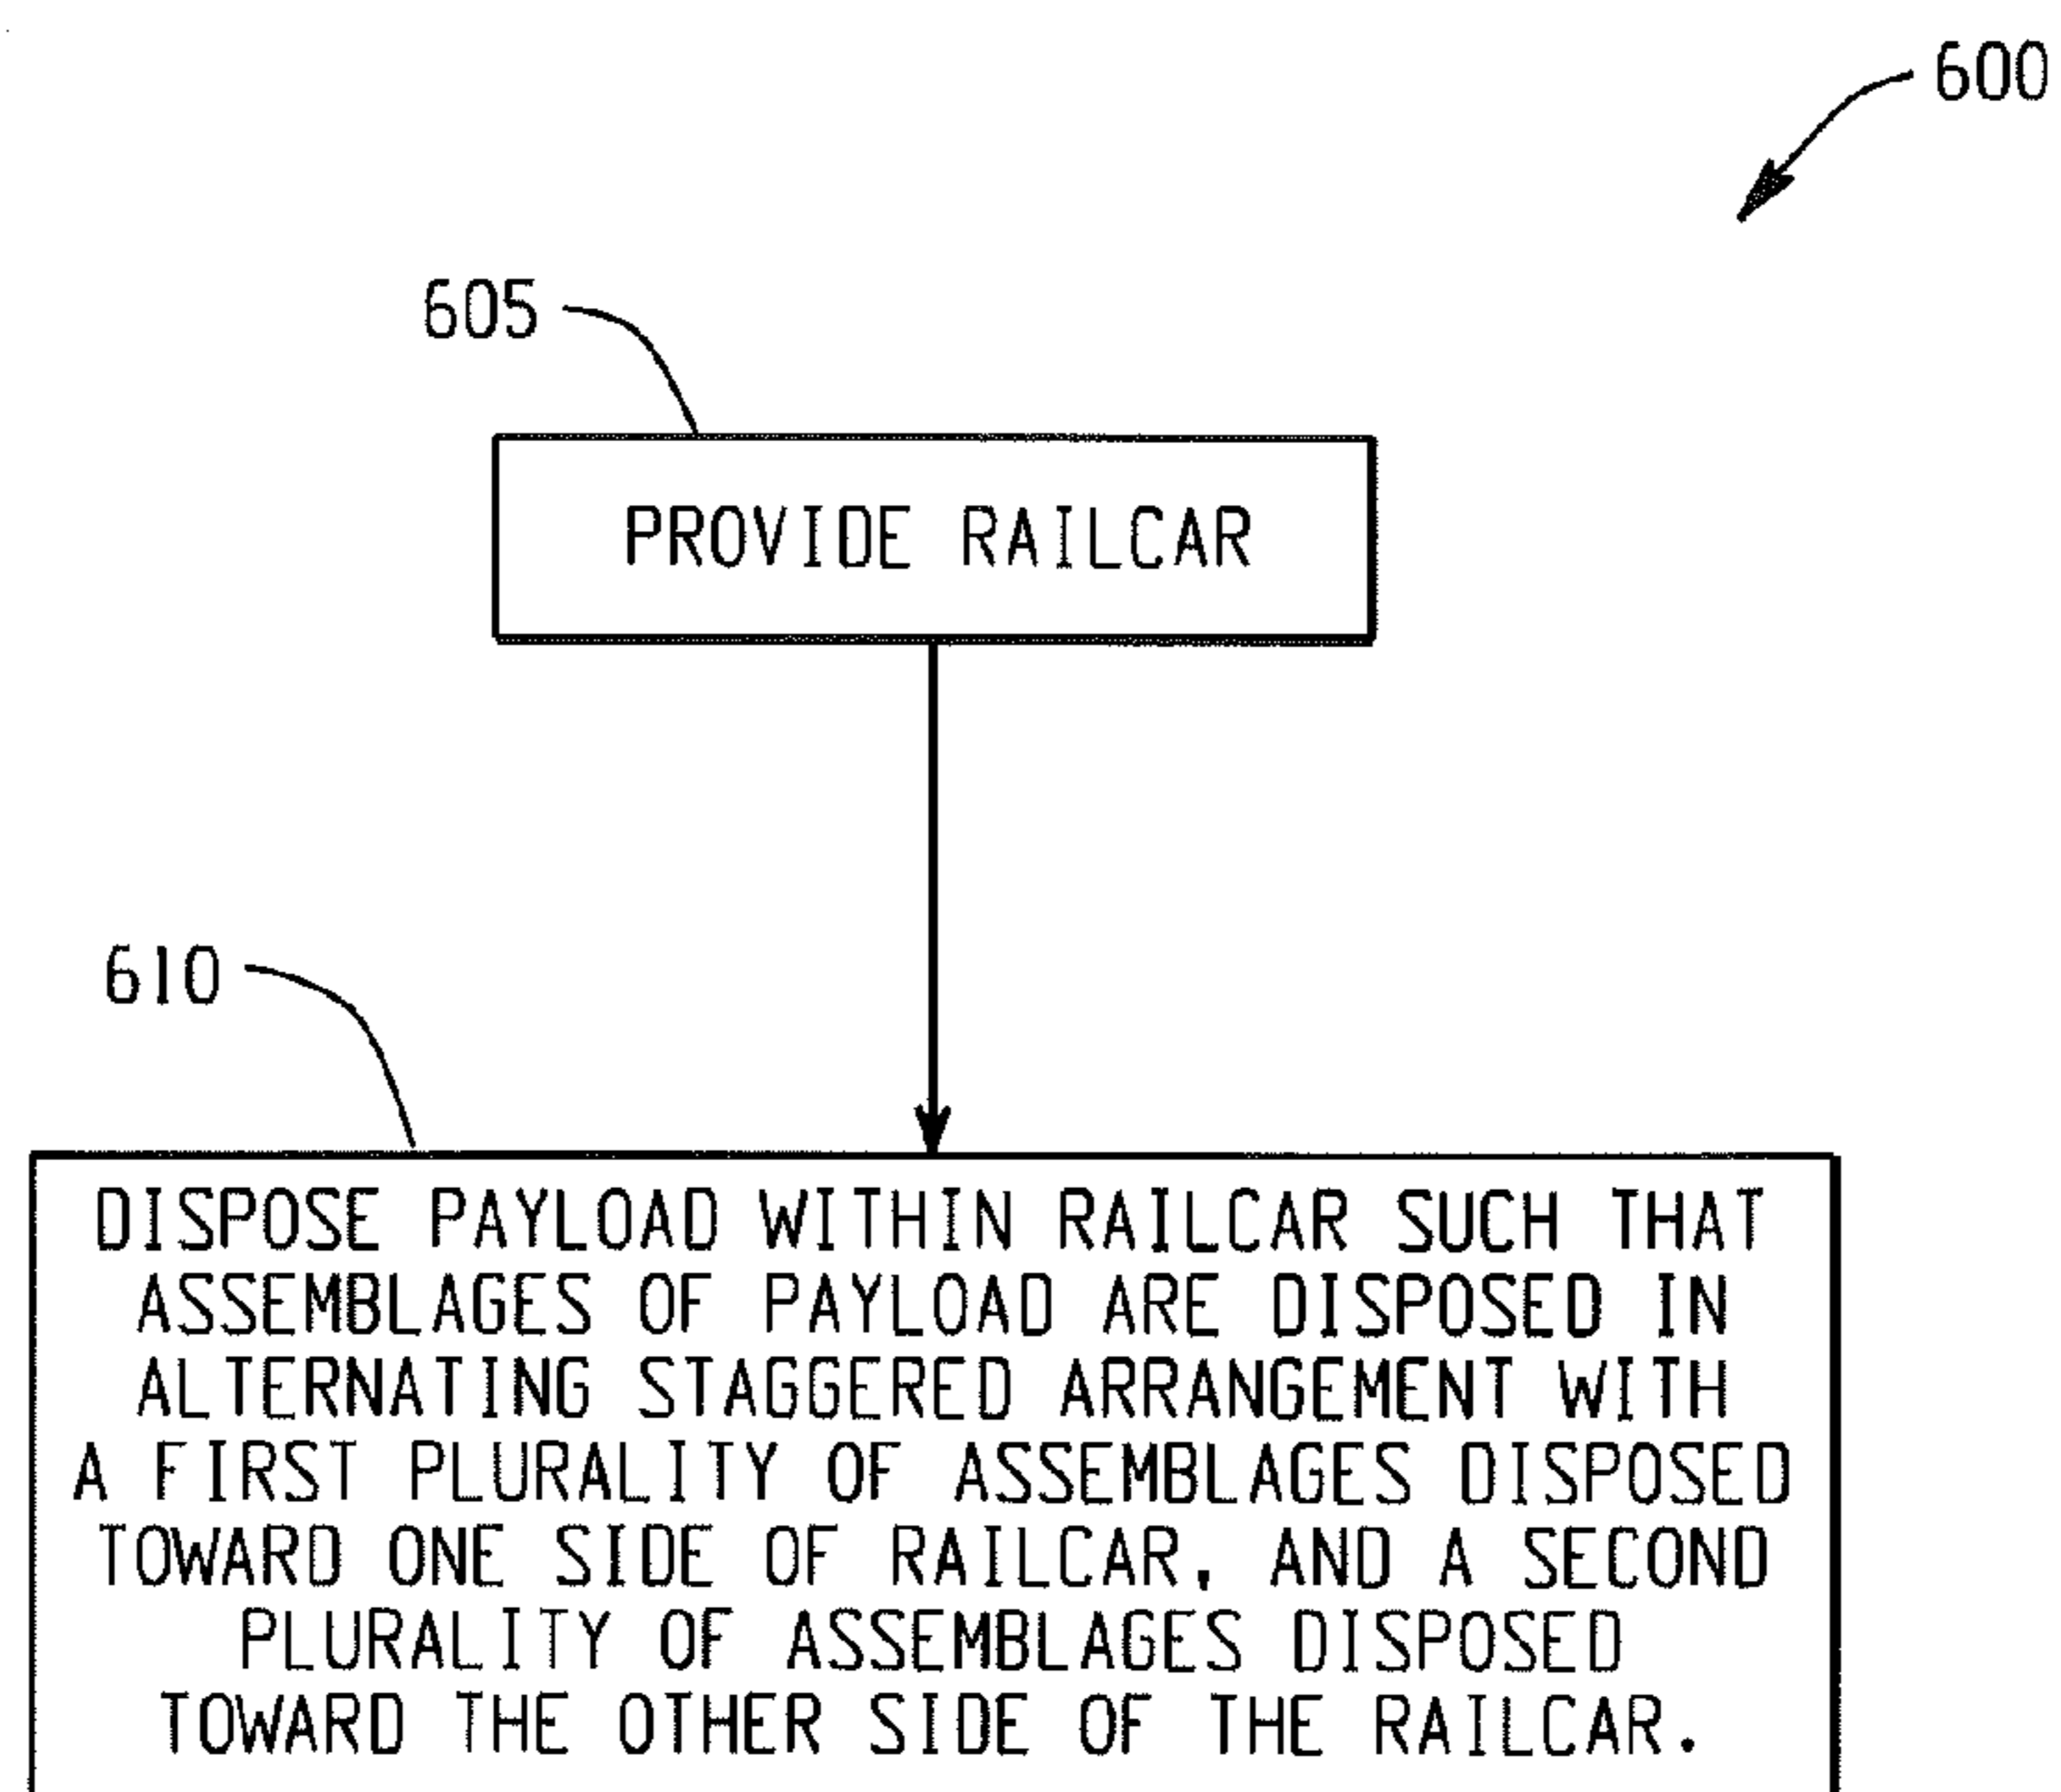 600
605
PROVIDE RAILCAR
610
DISPOSE PAYLOAD WITHIN RAILCAR SUCH THAT
ASSEMBLAGES OF PAYLOAD ARE DISPOSED IN
ALTERNATING STAGGERED ARRANGEMENT WITH
A FIRST PLURALITY OF ASSEMBLAGES DISPOSED
TOWARD ONE SIDE OF RAILCAR, AND A SECOND
PLURALITY OF ASSEMBLAGES DISPOSED
TOWARD THE OTHER SIDE OF THE RAILCAR.